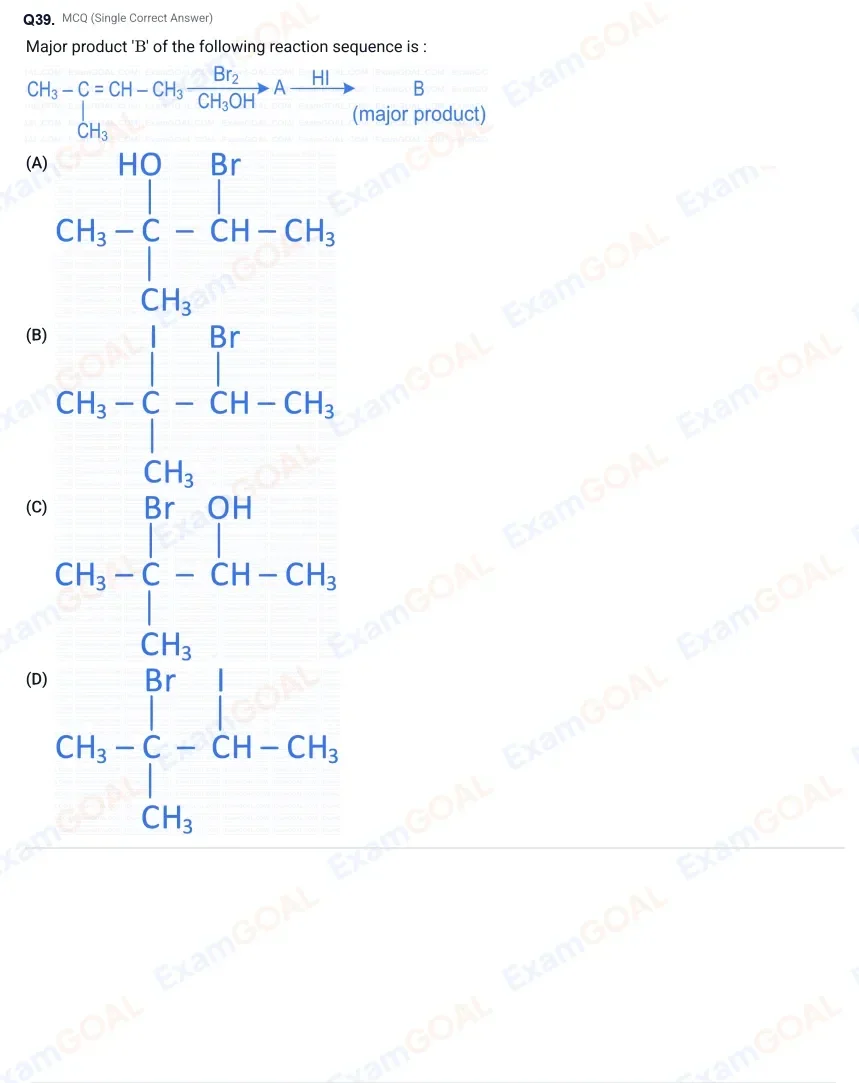 Q39. MCQ (Single Correct Answer)
Major product 'B' of the following reaction sequence is :
CH₃ – C = CH – CH₃ Br₂ CH₃OH A HI B
CH₃ (major product)
(A) HO Br
CH₃ – C – CH – CH₃
CH₃
(B) I Br
CH₃ – C – CH – CH₃
CH₃
(C) Br OH
CH₃ – C – CH – CH₃
CH₃
(D) Br I
CH₃ – C – CH – CH₃
CH₃
ExamGOAL